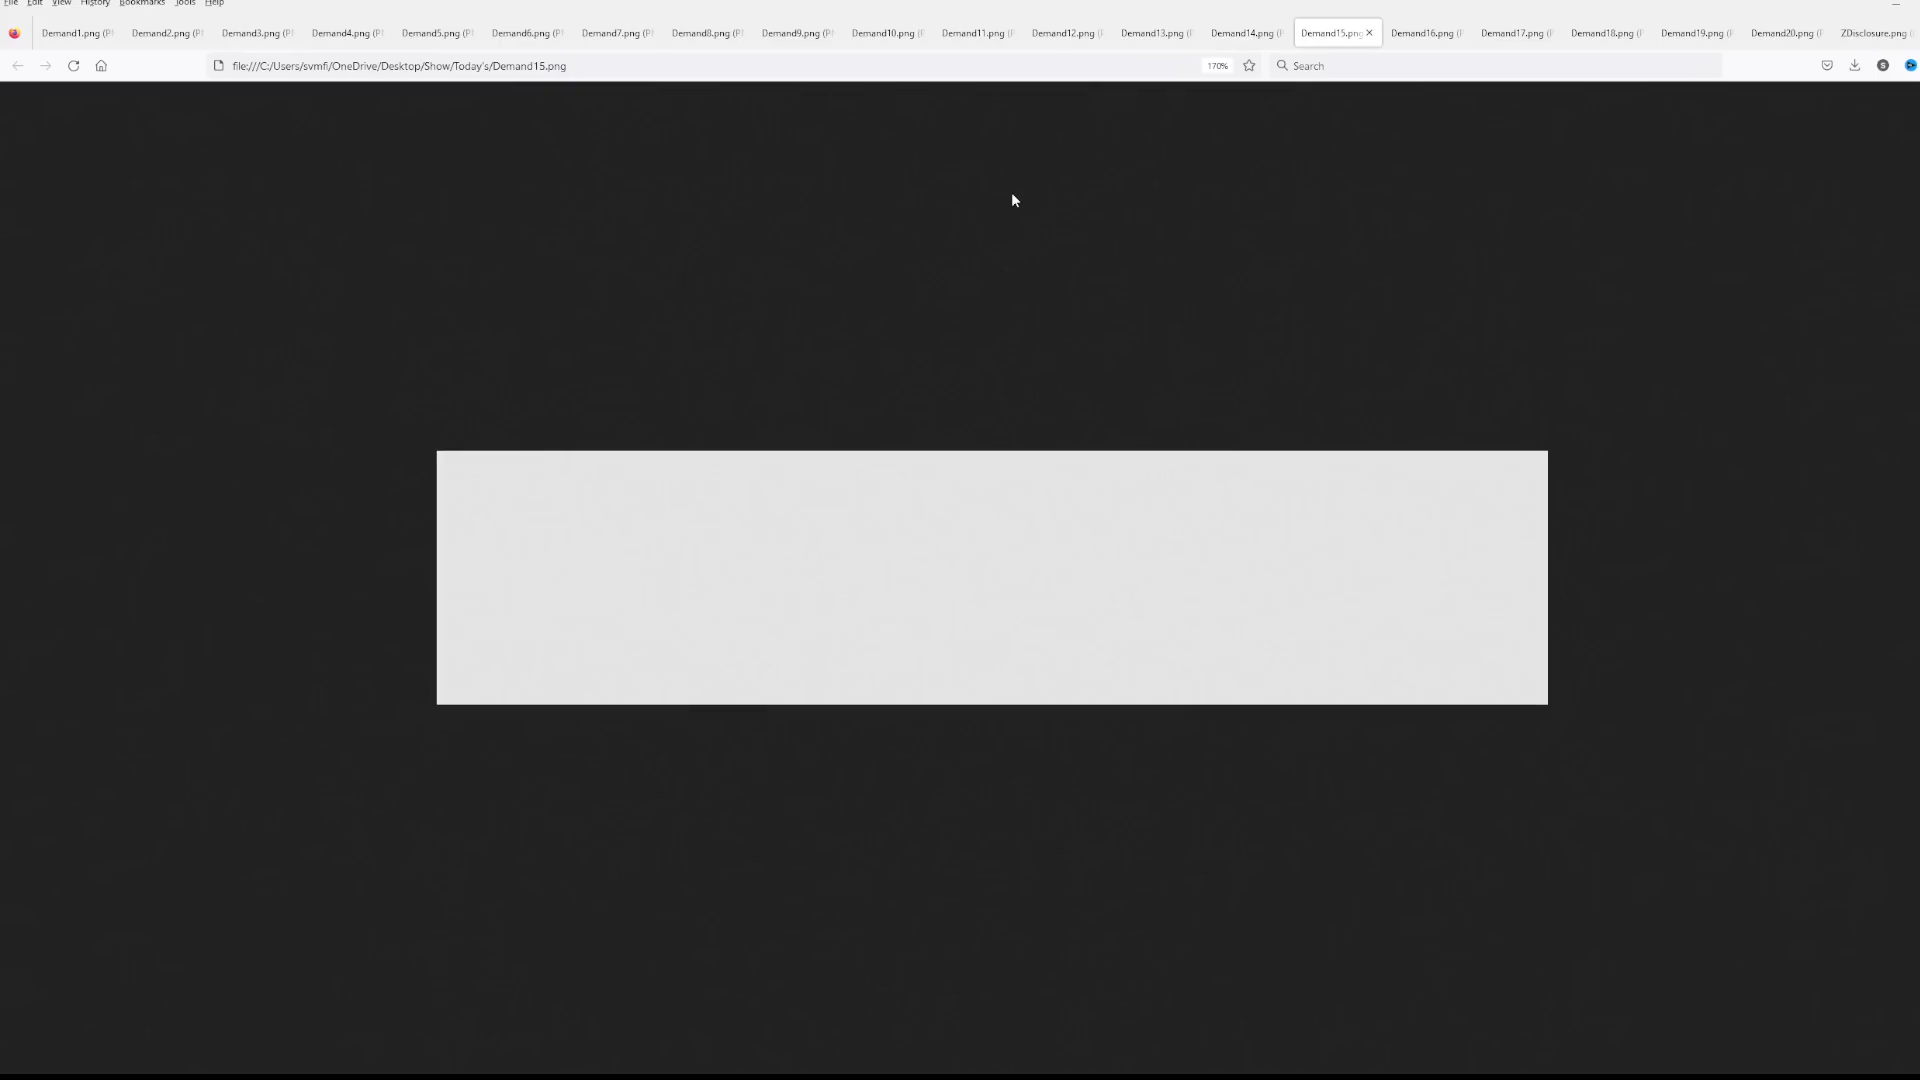 File Edit View History Bookmarks Tools Help
Demand1.png (P Demand2.png (P Demand3.png (P Demand4.png (P Demand5.png (P Demand6.png (P Demand7.png (P Demand8.png (P Demand9.png (P Demand10.png ( Demand11.png ( Demand12.png ( Demand13.png ( Demand14.png ( Demand15.png Demand16.png ( Demand17.png ( Demand18.png ( Demand19.png ( Demand20.png ( ZDisclosure.png
file:///C:/Users/svmfi/OneDrive/Desktop/Show/Today's/Demand15.png 170% Search S